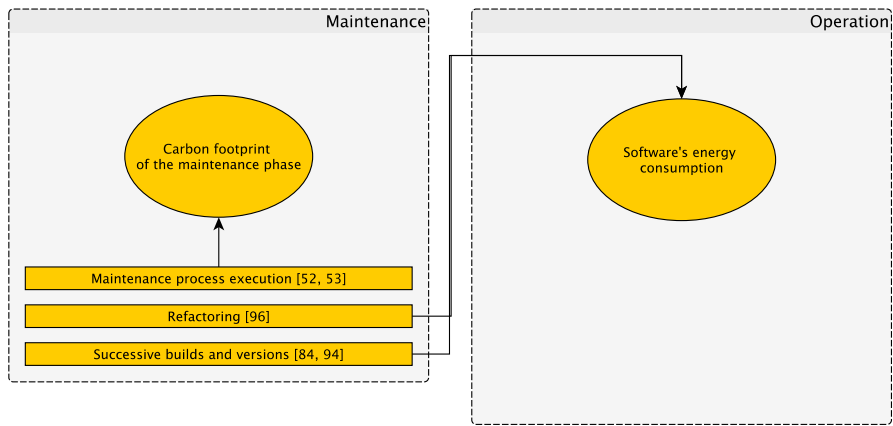 Maintenance
Operation
Carbon footprint
of the maintenance phase
Software's energy
consumption
Maintenance process execution [52, 53]
Refactoring [96]
Successive builds and versions [84, 94]